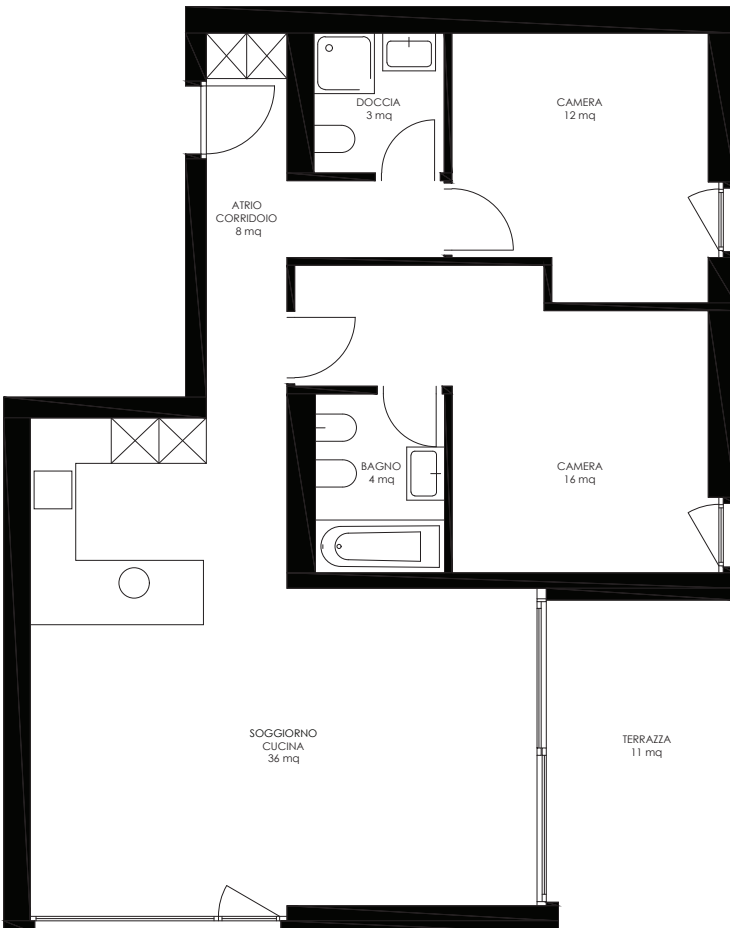 DOCCIA
3 mq
CAMERA
12 mq
ATRIO
CORRIDOIO
8 mq
BAGNO
4 mq
CAMERA
16 mq
SOGGIORNO
CUCINA
36 mq
TERRAZZA
11 mq